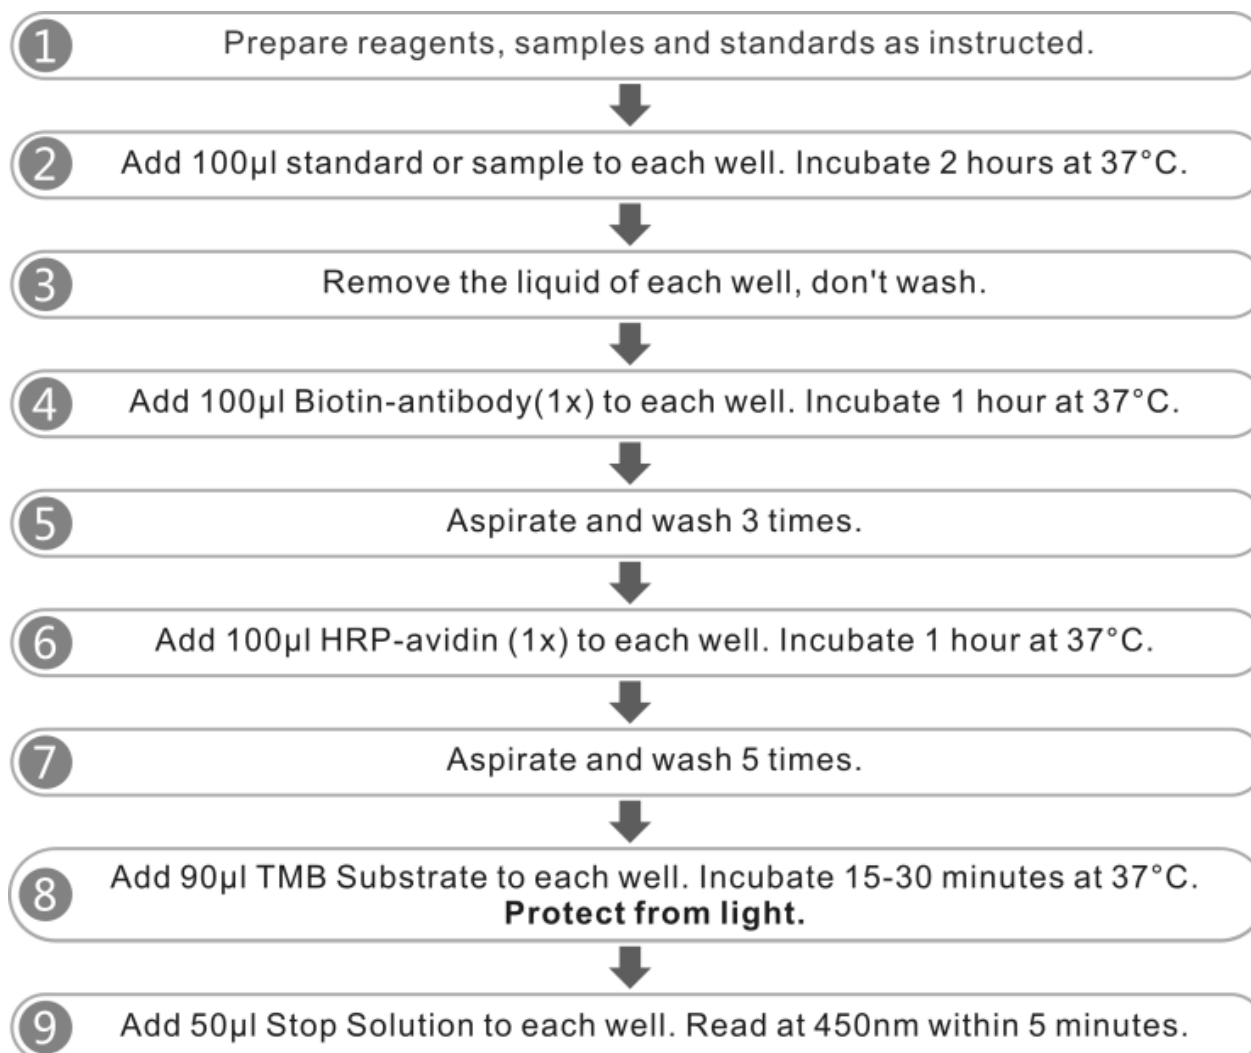 1 Prepare reagents, samples and standards as instructed.
2 Add 100μl standard or sample to each well. Incubate 2 hours at 37°C.
3 Remove the liquid of each well, don't wash.
4 Add 100μl Biotin-antibody(1x) to each well. Incubate 1 hour at 37°C.
5 Aspirate and wash 3 times.
6 Add 100μl HRP-avidin (1x) to each well. Incubate 1 hour at 37°C.
7 Aspirate and wash 5 times.
8 Add 90μl TMB Substrate to each well. Incubate 15-30 minutes at 37°C.
Protect from light.
9 Add 50μl Stop Solution to each well. Read at 450nm within 5 minutes.